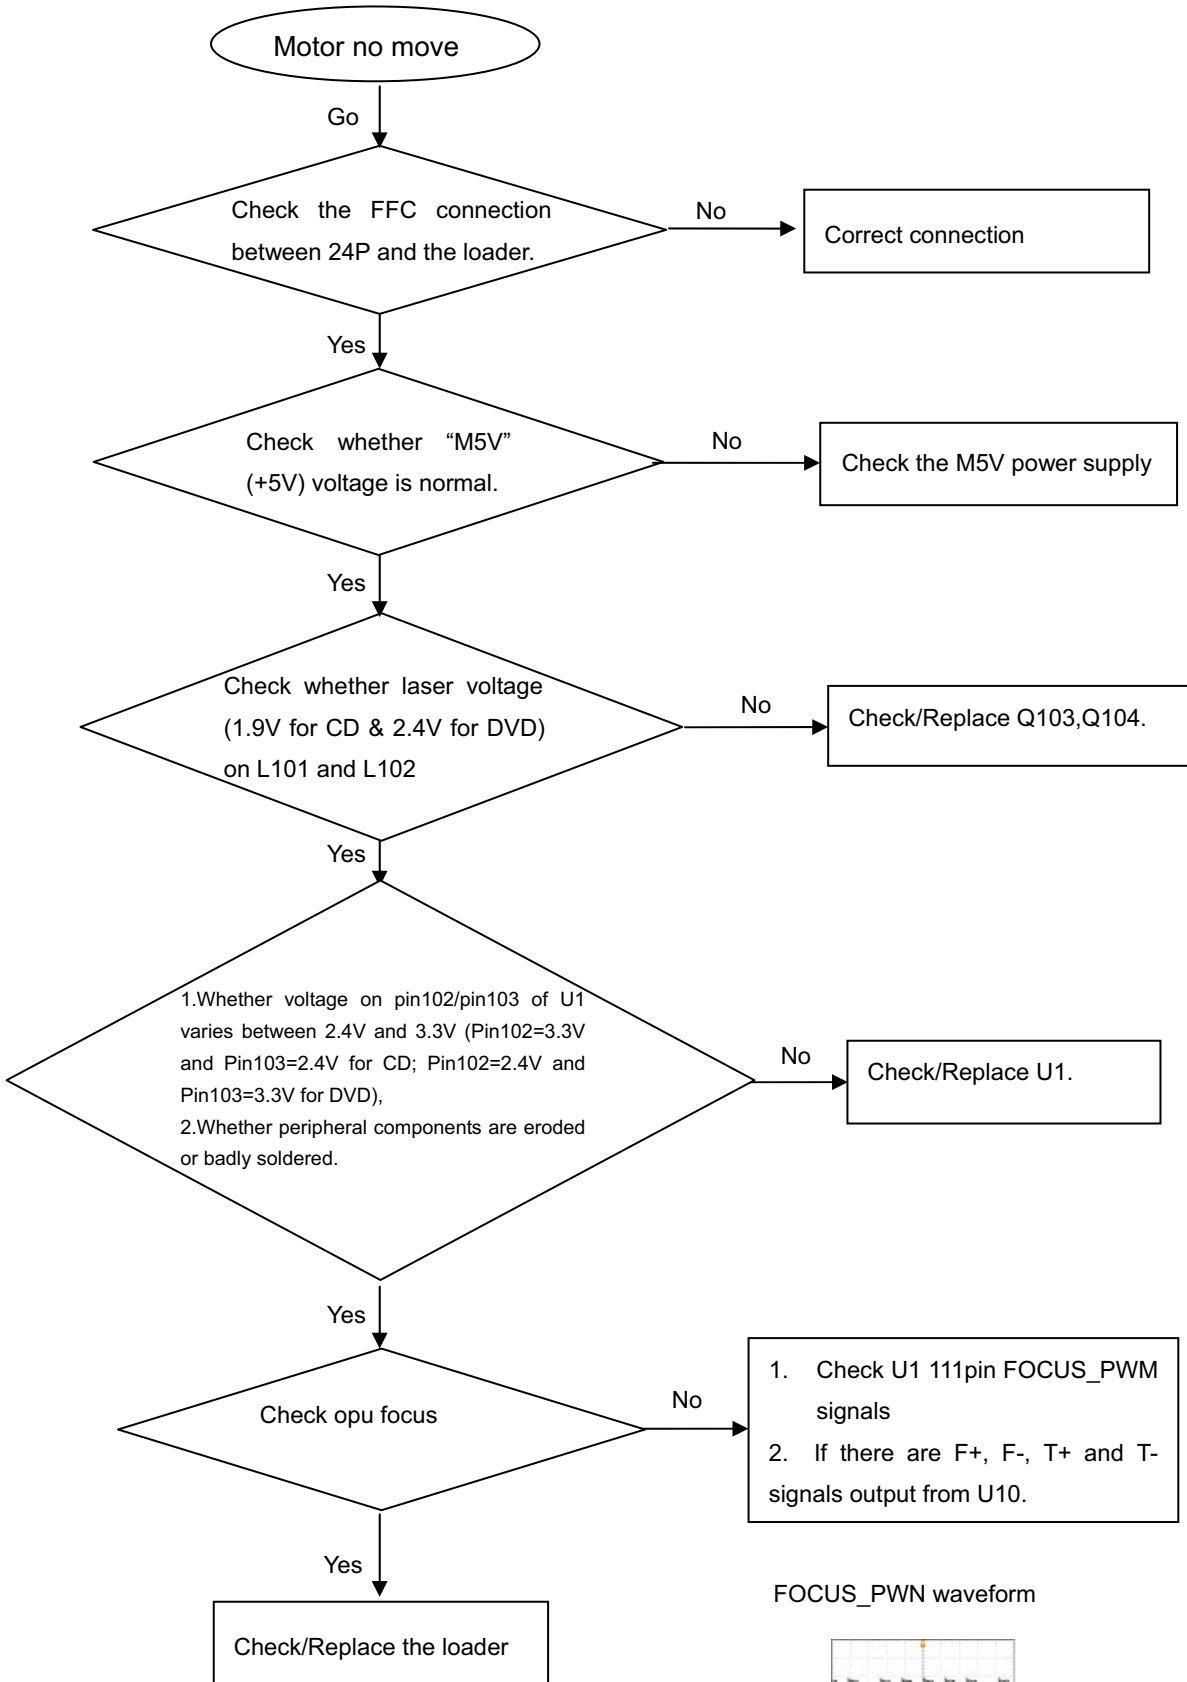 Motor no move
Go
Check the FFC connection
between 24P and the loader.
No
Correct connection
Yes
Check whether “M5V”
(+5V) voltage is normal.
No
Check the M5V power supply
Yes
Check whether laser voltage
(1.9V for CD & 2.4V for DVD)
on L101 and L102
No
Check/Replace Q103,Q104.
Yes
1.Whether voltage on pin102/pin103 of U1
varies between 2.4V and 3.3V (Pin102=3.3V
and Pin103=2.4V for CD; Pin102=2.4V and
Pin103=3.3V for DVD),
2.Whether peripheral components are eroded
or badly soldered.
No
Check/Replace U1.
Yes
Check opu focus
No
1. Check U1 111pin FOCUS_PWM
signals
2. If there are F+, F-, T+ and T-
signals output from U10.
Yes
Check/Replace the loader
FOCUS_PWN waveform